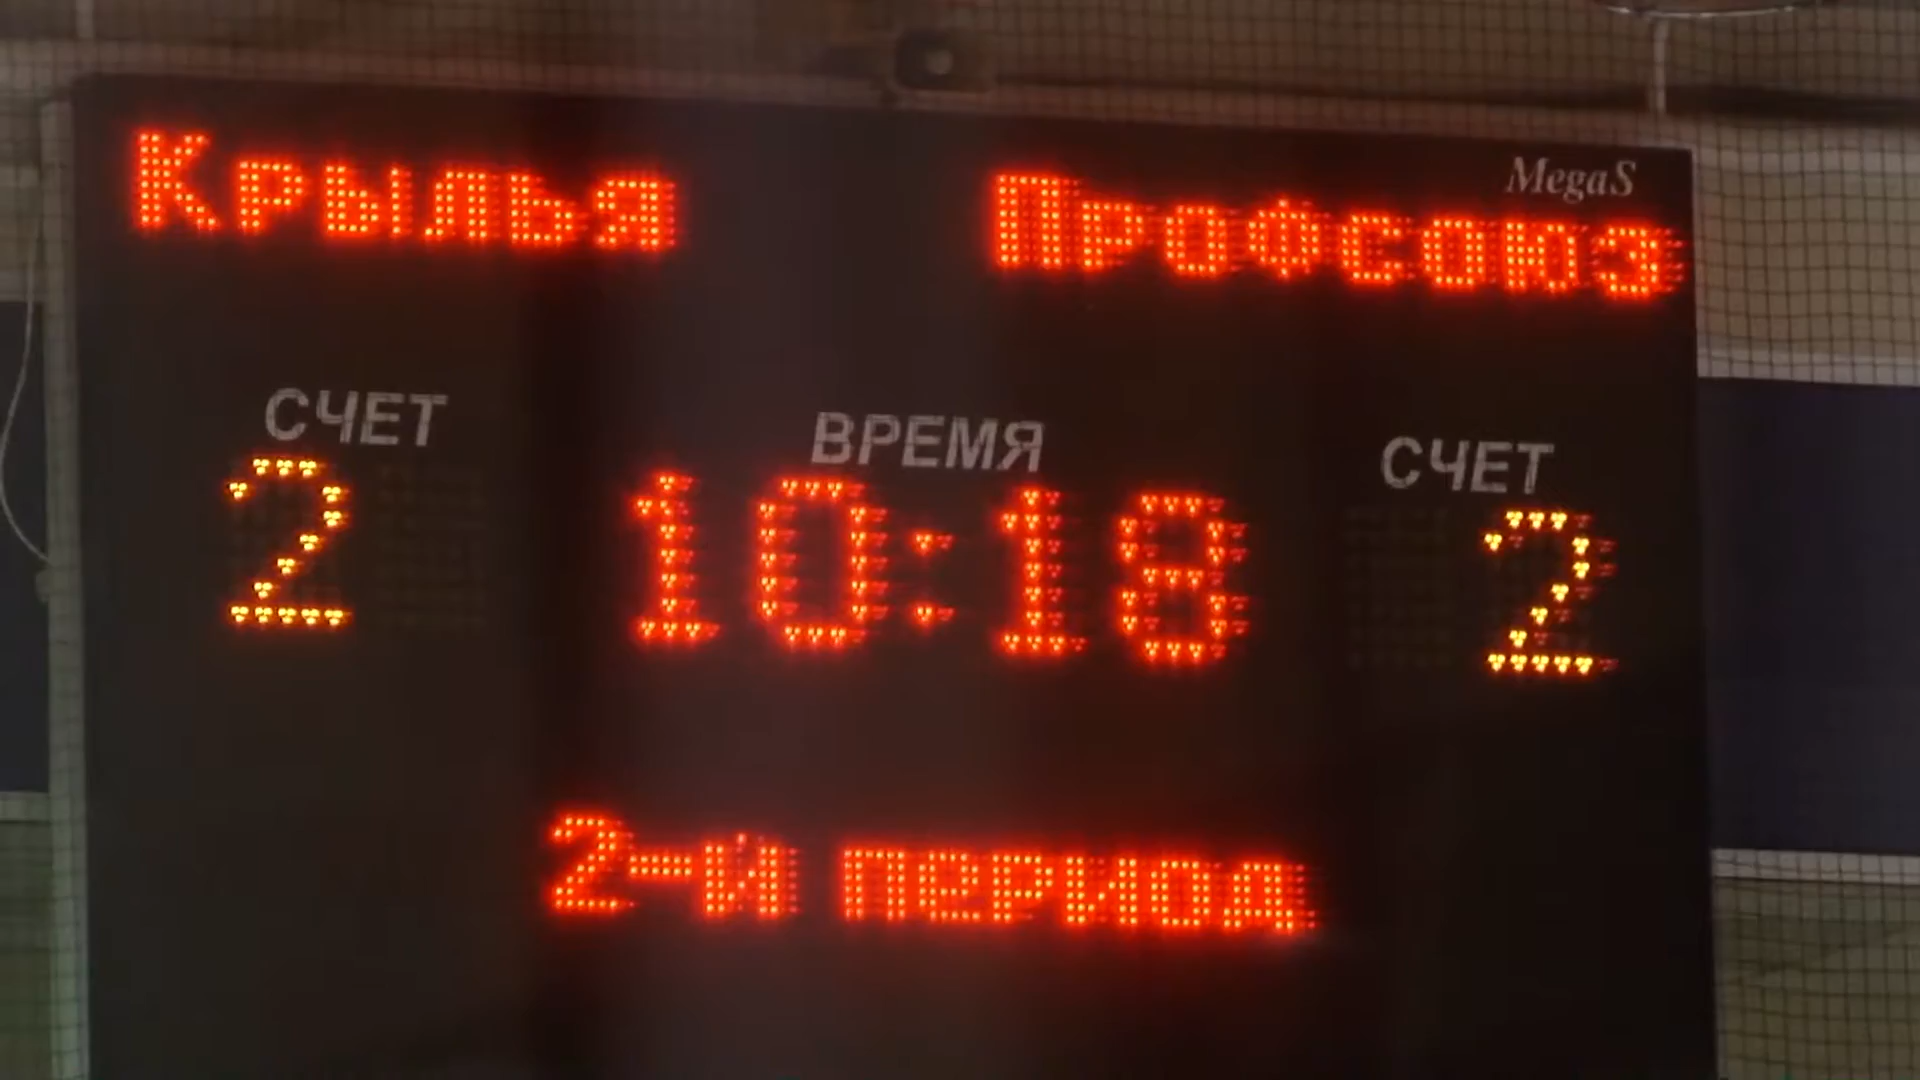 Крылья
Профсоюз
MegaS
СЧЕТ
ВРЕМЯ
СЧЕТ
2
10:18
2
2-й период